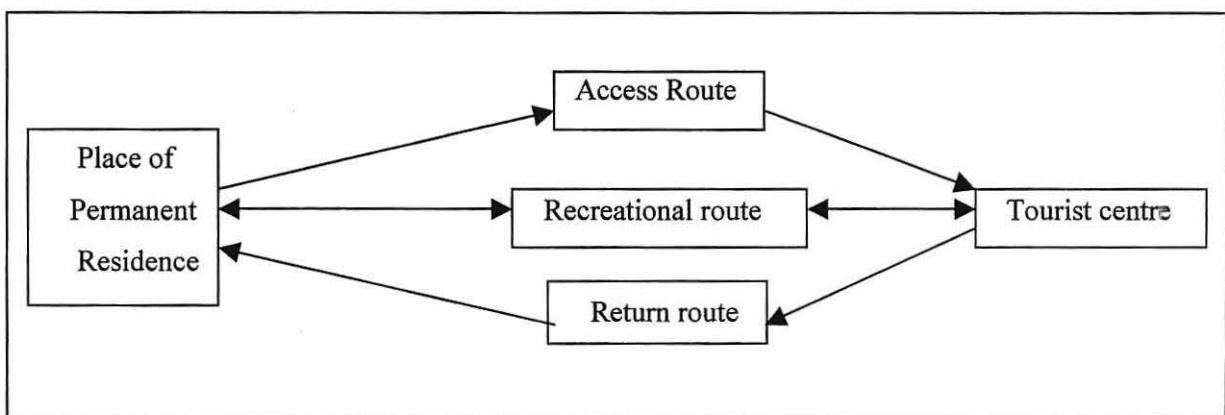 Access Route
Place of
Permanent
Residence
Recreational route
Tourist centre
Return route